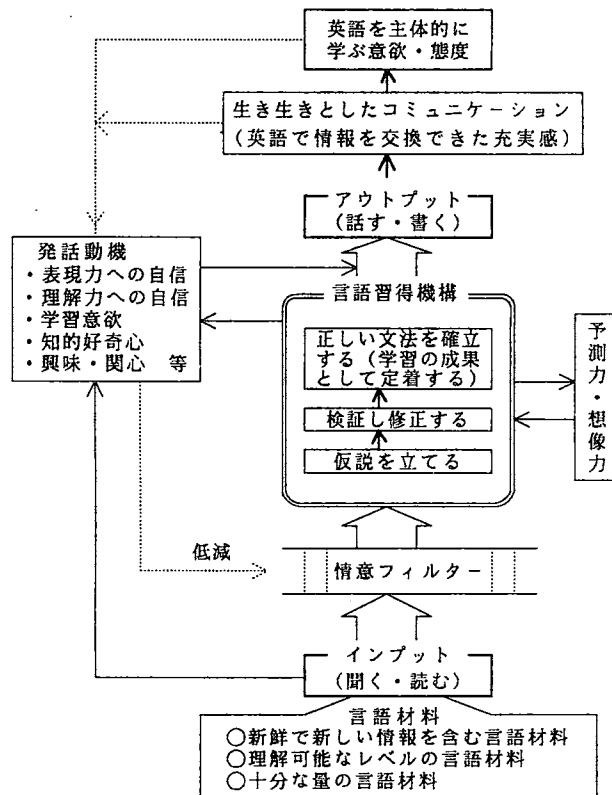 英語を主体的に
学ぶ意欲・態度
生き生きとしたコミュニケーション
(英語で情報を交換できた充実感)
アウトプット
(話す・書く)
発話動機
・表現力への自信
・理解力への自信
・学習意欲
・知的好奇心
・興味・関心 等
言語習得機構
正しい文法を確立
する(学習の成果
として定着する)
検証し修正する
仮説を立てる
予測力・想像力
低減
情意フィルター
インプット
(聞く・読む)
言語材料
○新鮮で新しい情報を含む言語材料
○理解可能なレベルの言語材料
○十分な量の言語材料